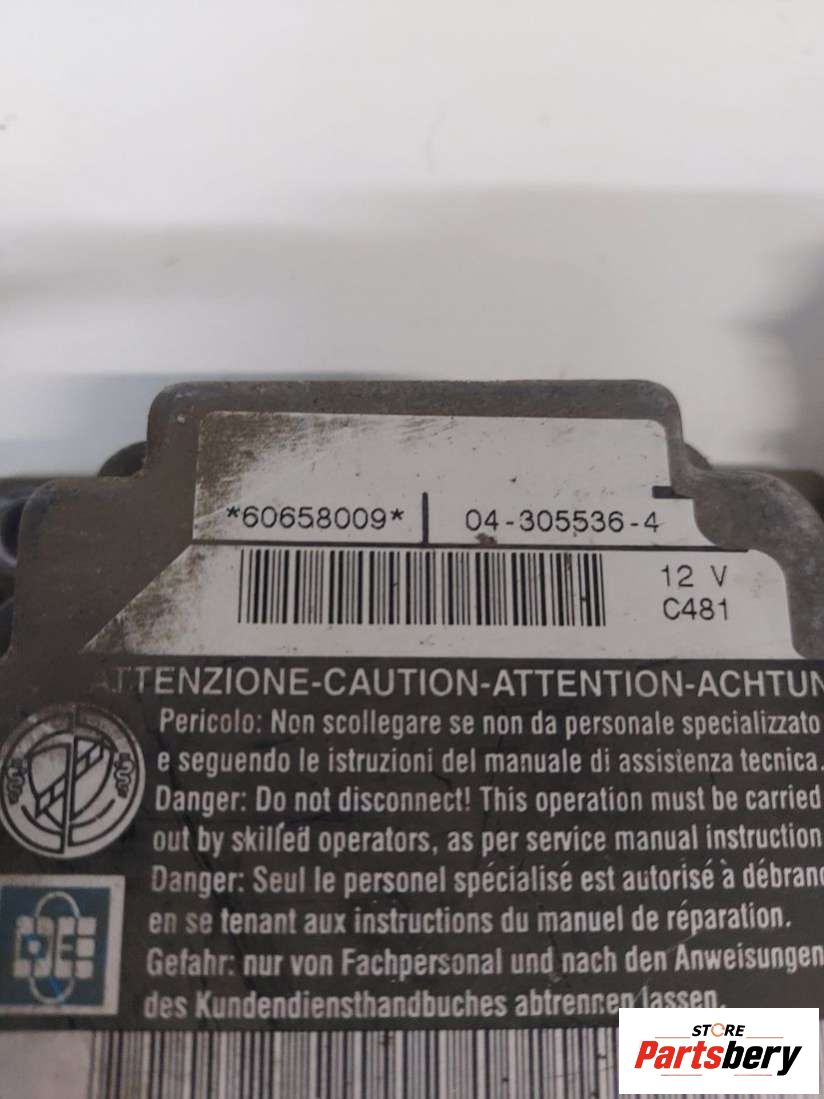 *60658009* | 04-305536-4
12 V
C481
ATTENZIONE-CAUTION-ATTENTION-ACHTUN
Pericolo: Non scollegare se non da personale specializzato
e seguendo le istruzioni del manuale di assistenza tecnica.
Danger: Do not disconnect! This operation must be carried
out by skilled operators, as per service manual instruction
Danger: Seul le personel spécialisé est autorisé à débranc
en se tenant aux instructions du manuel de réparation.
Gefahr: nur von Fachpersonal und nach den Anweisungen
des Kundendiensthandbuches abtrennen lassen.
STORE
Partsbery